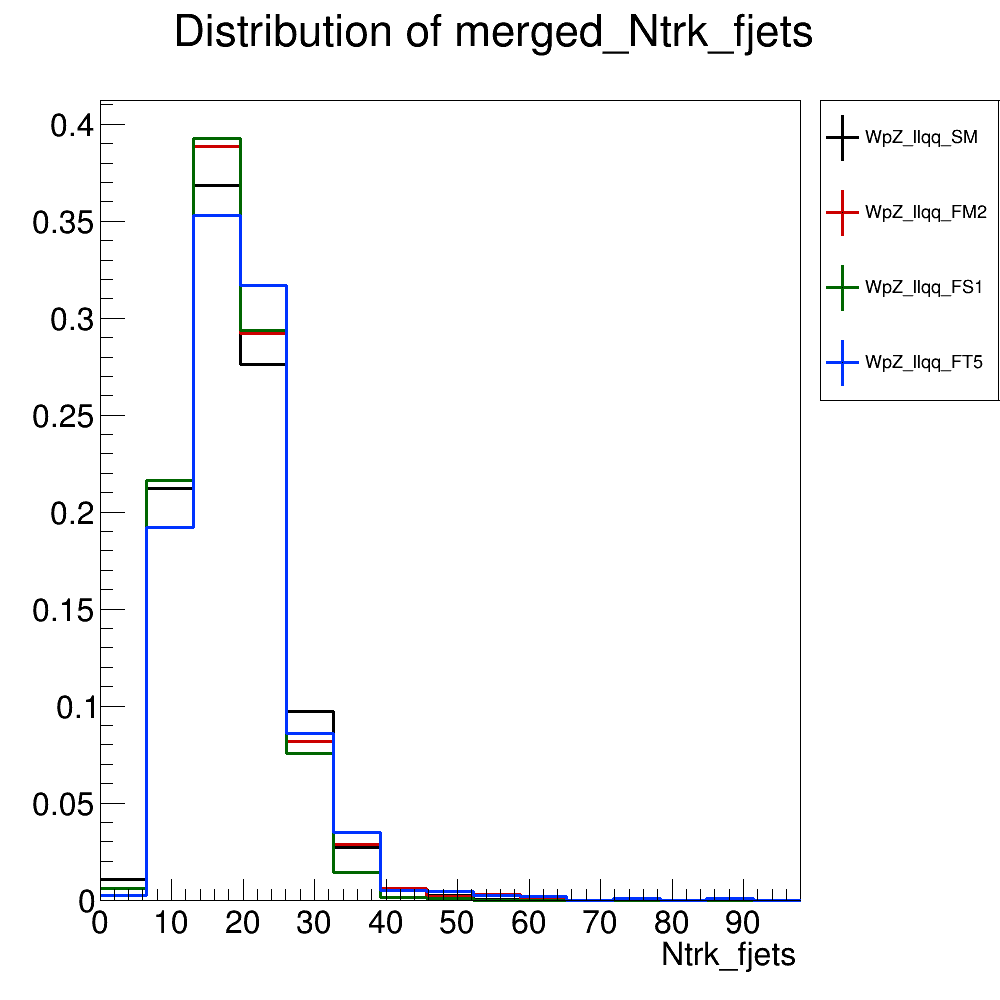 Distribution of merged_Ntrk_fjets
0.4
0.35
0.3
0.25
0.2
0.15
0.1
0.05
0
0 10 20 30 40 50 60 70 80 90
Ntrk_fjets
WpZ_llqq_SM
WpZ_llqq_FM2
WpZ_llqq_FS1
WpZ_llqq_FT5